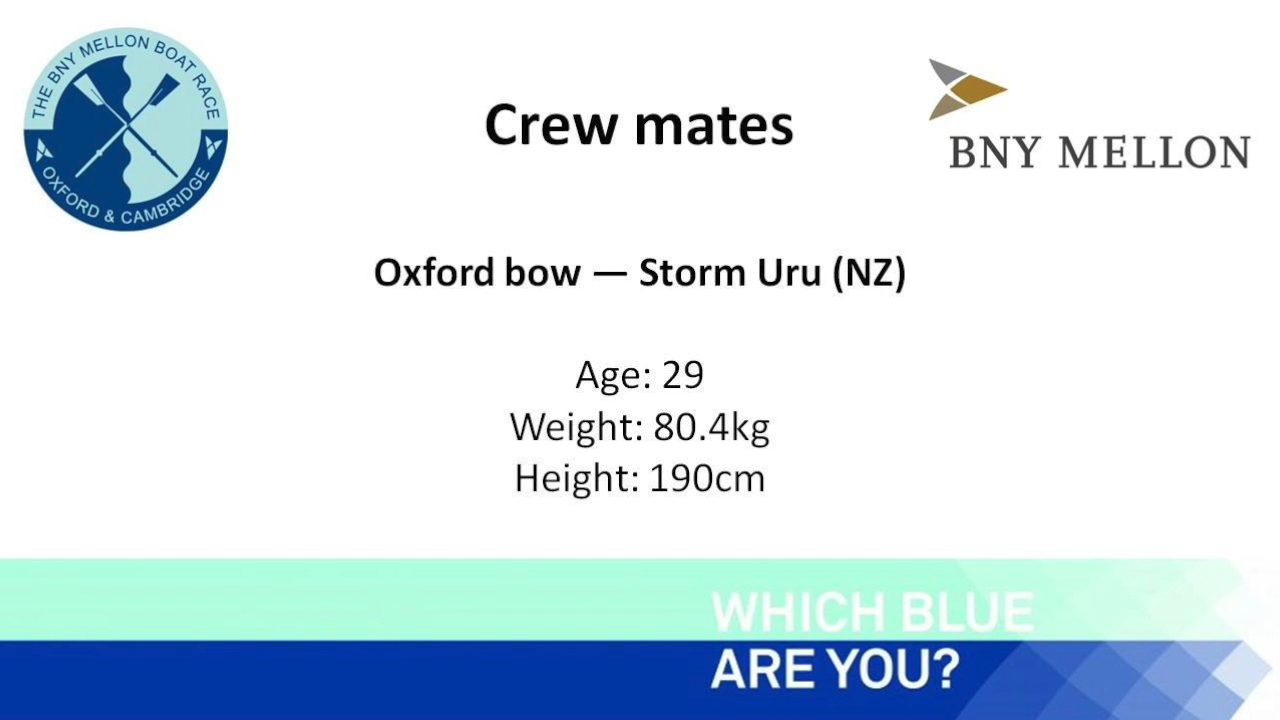 THE BNY MELLON BOAT RACE
OXFORD & CAMBRIDGE
Crew mates
BNY MELLON
Oxford bow — Storm Uru (NZ)
Age: 29
Weight: 80.4kg
Height: 190cm
WHICH BLUE
ARE YOU?